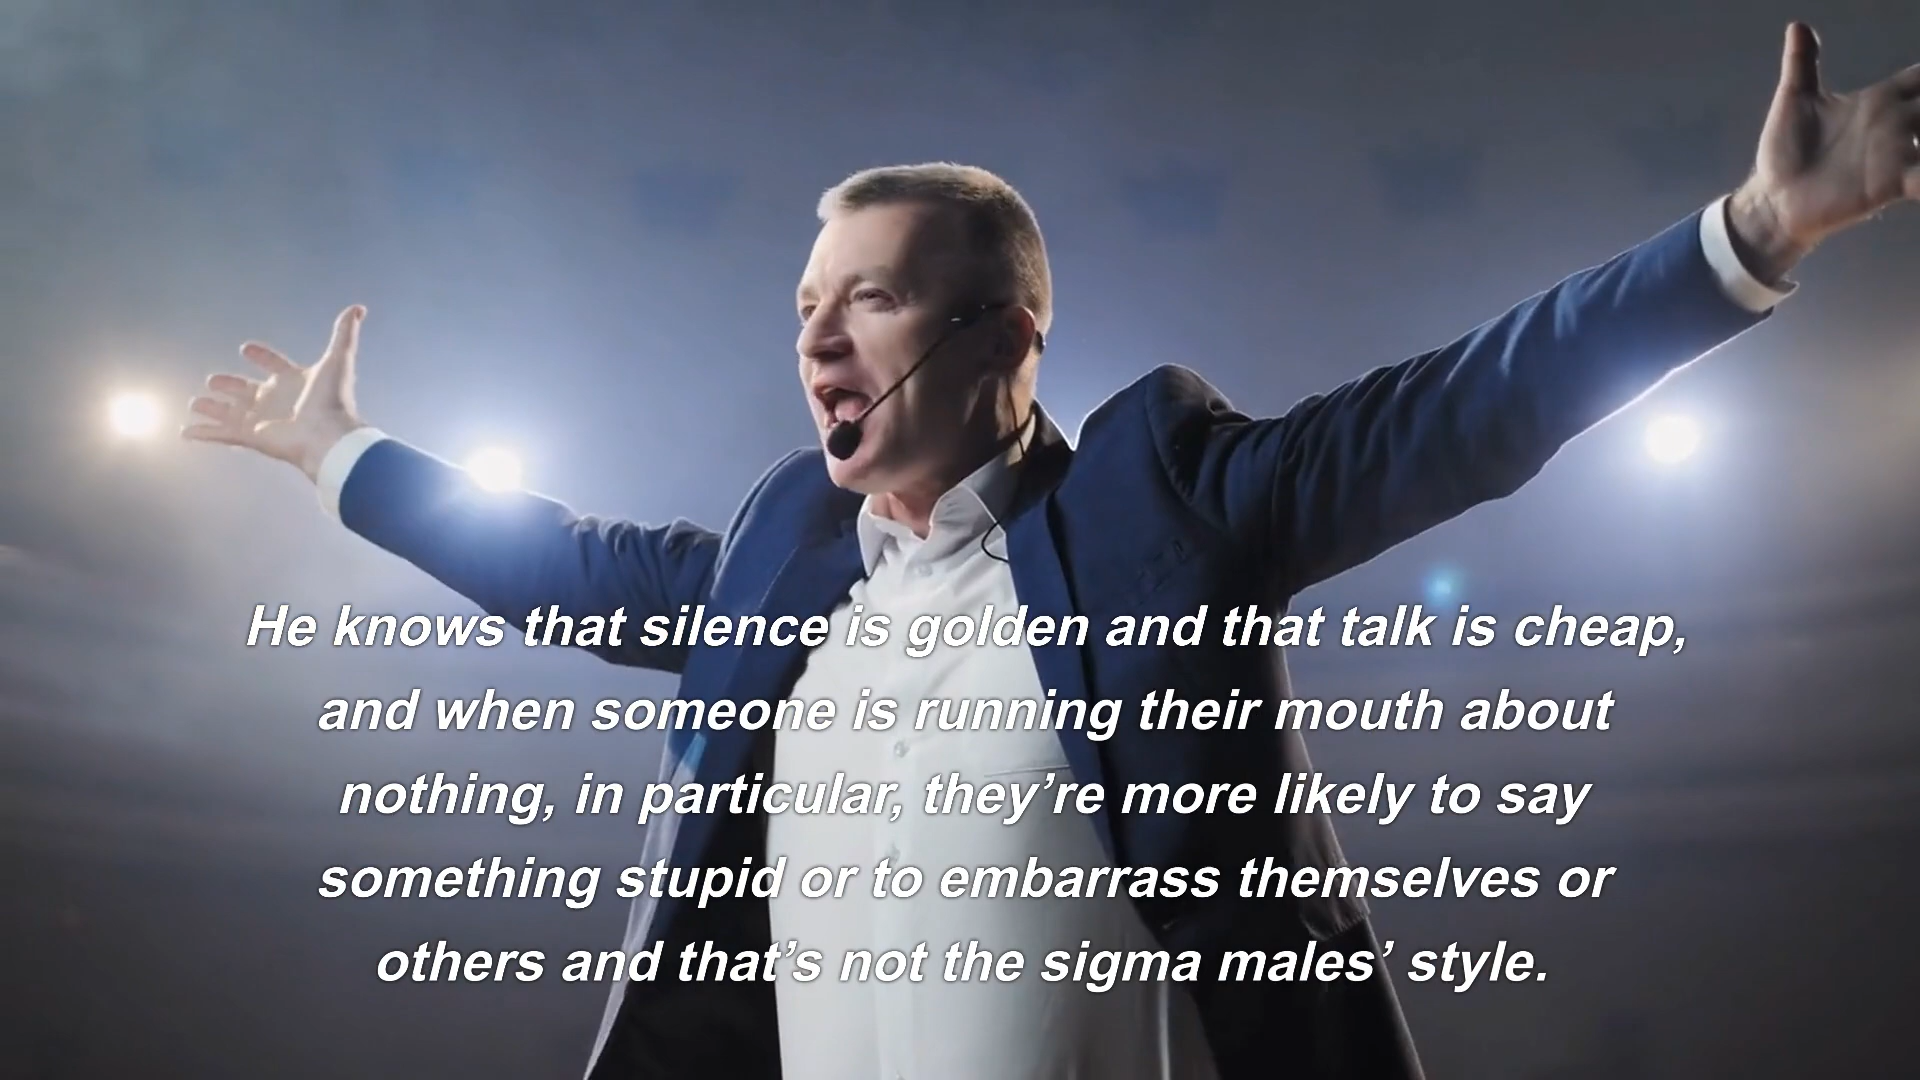 He knows that silence is golden and that talk is cheap,
and when someone is running their mouth about
nothing, in particular, they’re more likely to say
something stupid or to embarrass themselves or
others and that’s not the sigma males’ style.